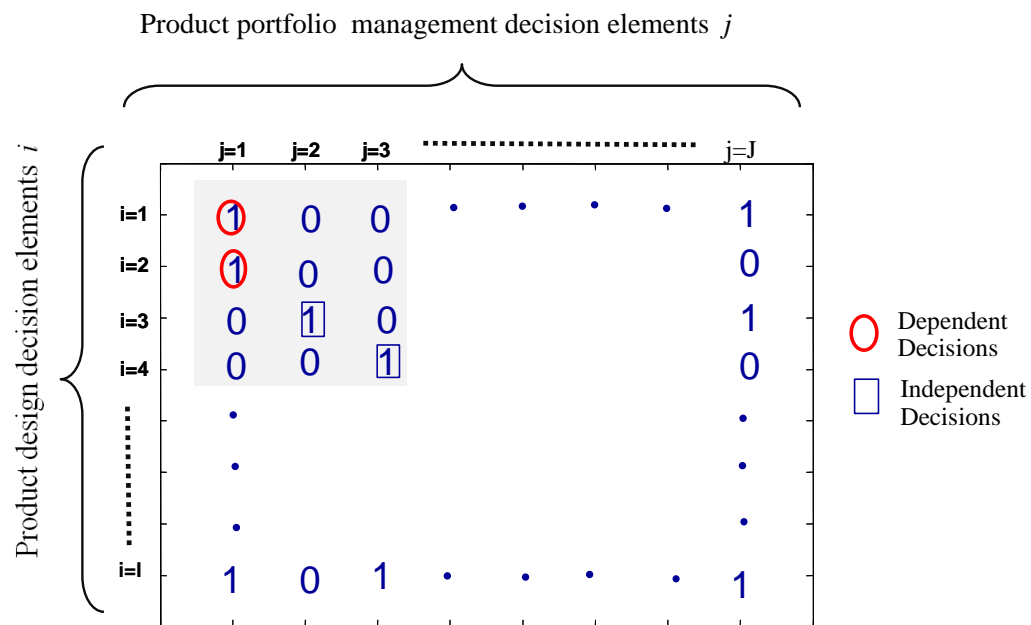 Product portfolio management decision elements j
Product design decision elements i
j=1 j=2 j=3 j=J
i=1 1 0 0 1
i=2 1 0 0 0
i=3 0 1 0 1
i=4 0 0 1 0
i=I 1 0 1 1
Dependent
Decisions
Independent
Decisions